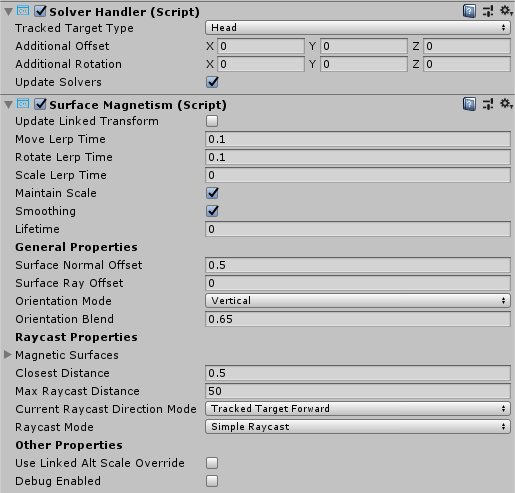 Solver Handler (Script)
Tracked Target Type Head
Additional Offset X 0 Y 0 Z 0
Additional Rotation X 0 Y 0 Z 0
Update Solvers
Surface Magnetism (Script)
Update Linked Transform
Move Lerp Time 0.1
Rotate Lerp Time 0.1
Scale Lerp Time 0
Maintain Scale
Smoothing
Lifetime 0
General Properties
Surface Normal Offset 0.5
Surface Ray Offset 0
Orientation Mode Vertical
Orientation Blend 0.65
Raycast Properties
Magnetic Surfaces
Closest Distance 0.5
Max Raycast Distance 50
Current Raycast Direction Mode Tracked Target Forward
Raycast Mode Simple Raycast
Other Properties
Use Linked Alt Scale Override
Debug Enabled